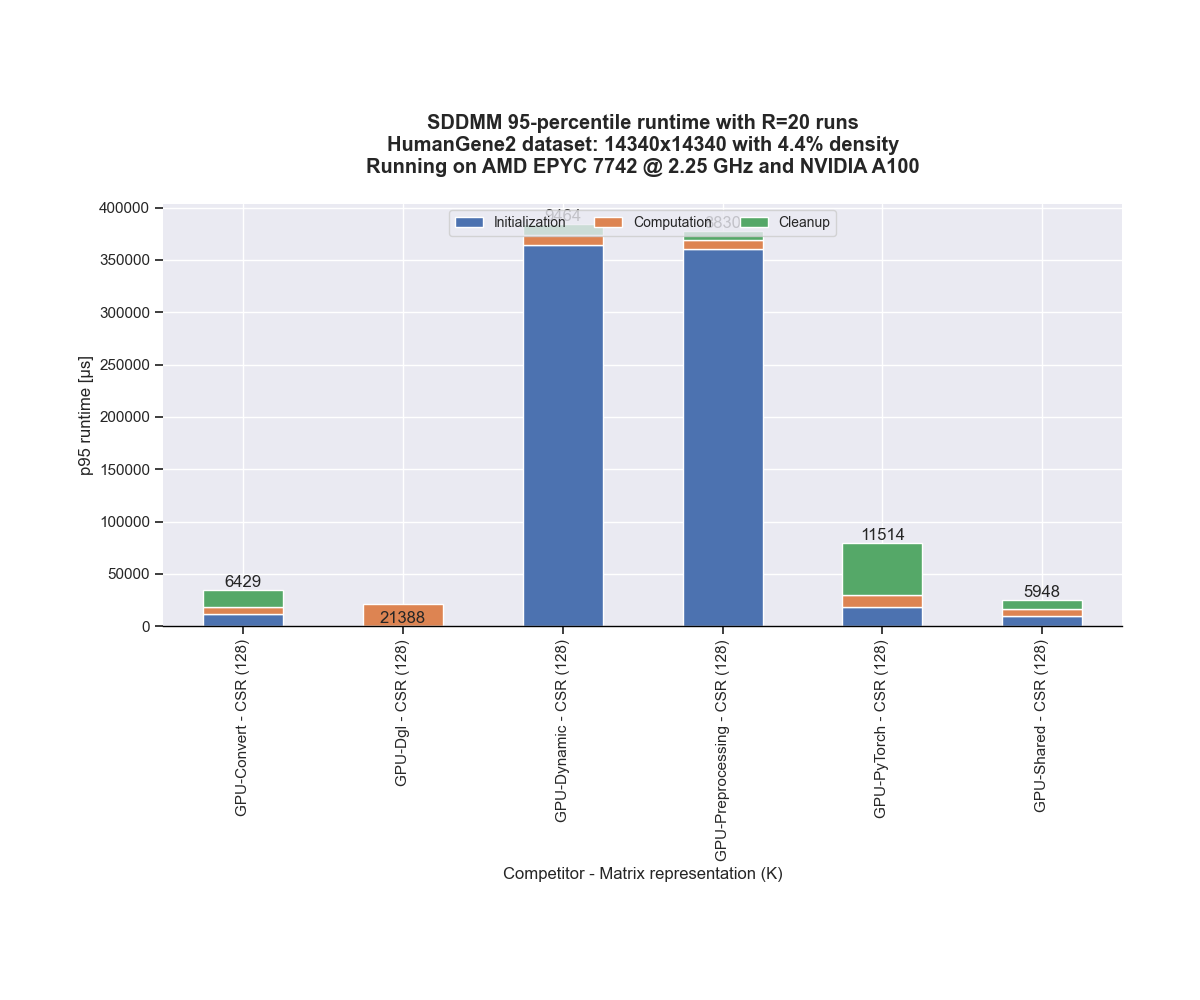 SDDMM 95-percentile runtime with R=20 runs
HumanGene2 dataset: 14340x14340 with 4.4% density
Running on AMD EPYC 7742 @ 2.25 GHz and NVIDIA A100
400000
350000
300000
250000
200000
150000
100000
50000
0
p95 runtime [µs]
Initialization
Computation
Cleanup
9464
8830
6429
21388
11514
5948
GPU-Convert - CSR (128)
GPU-Dgl - CSR (128)
GPU-Dynamic - CSR (128)
GPU-Preprocessing - CSR (128)
GPU-PyTorch - CSR (128)
GPU-Shared - CSR (128)
Competitor - Matrix representation (K)